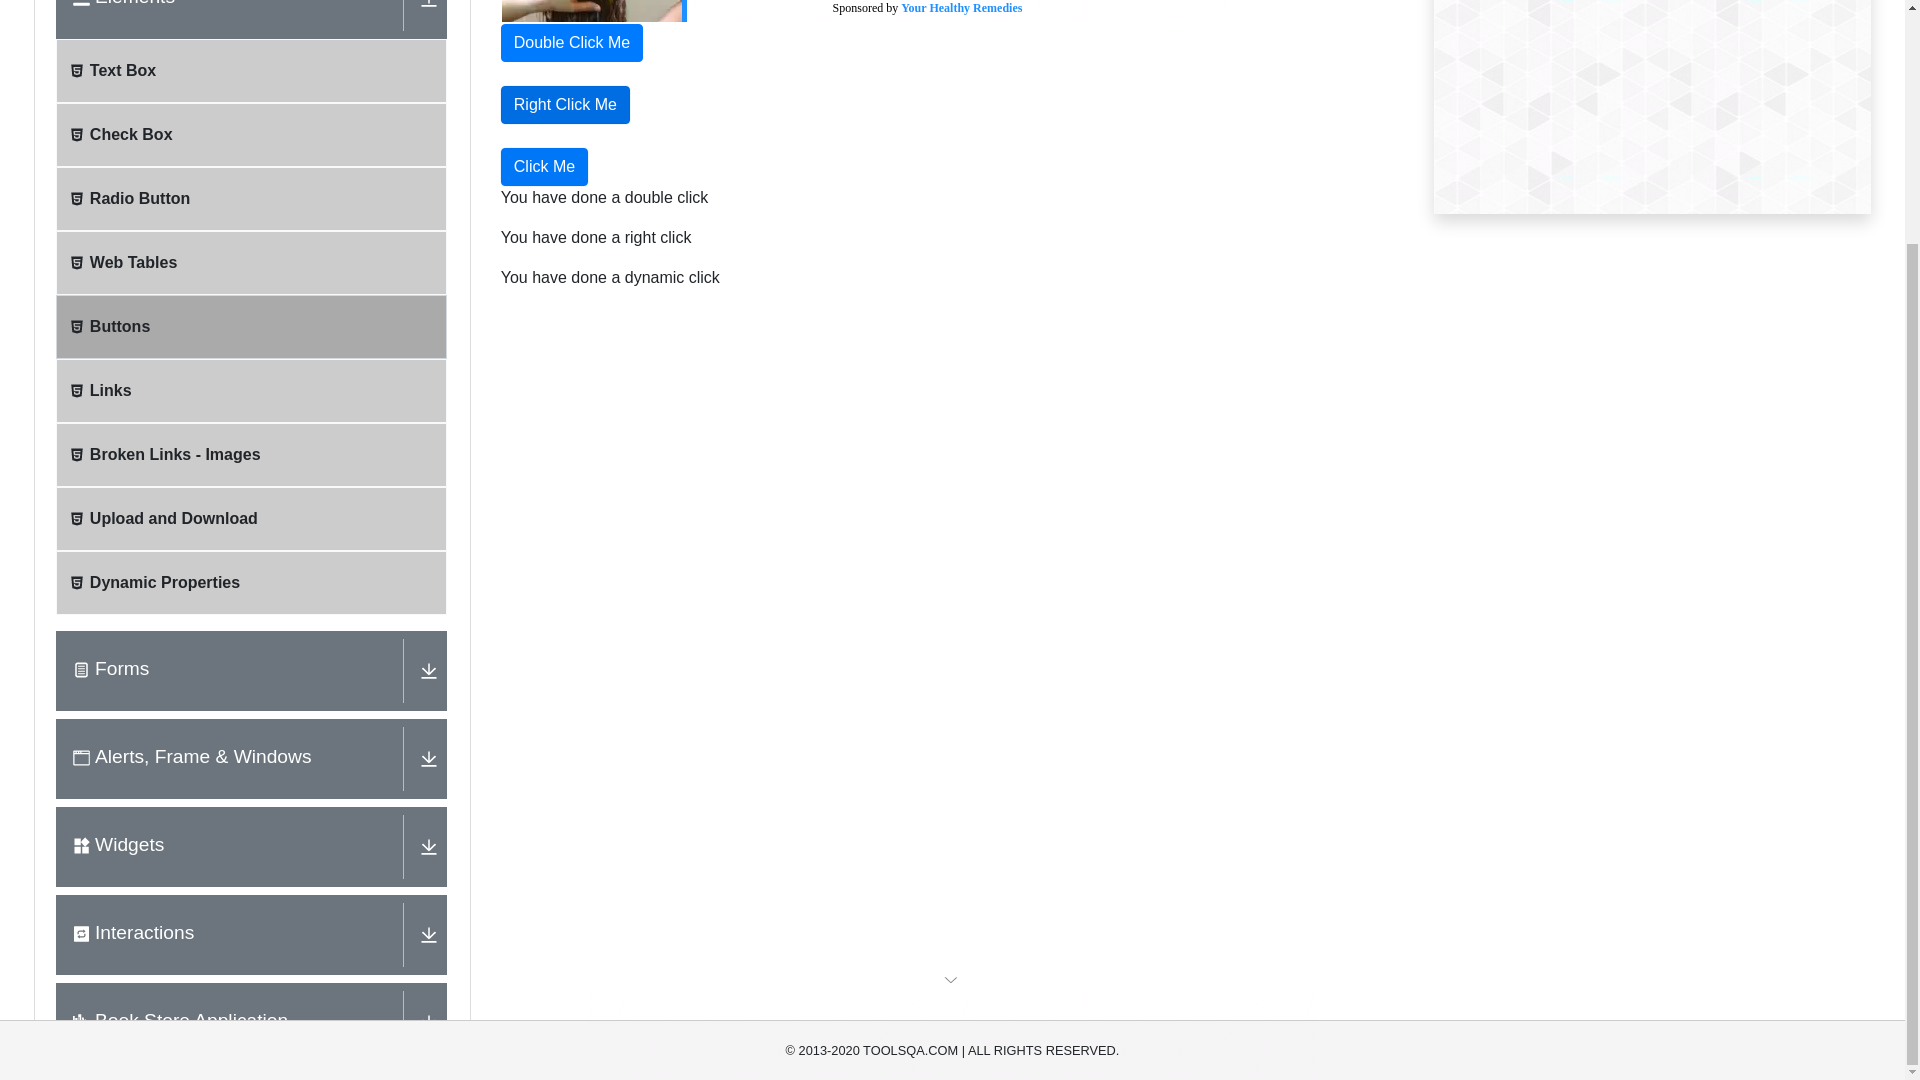 Elements
Text Box
Check Box
Radio Button
Web Tables
Buttons
Links
Broken Links - Images
Upload and Download
Dynamic Properties
Forms
Alerts, Frame & Windows
Widgets
Interactions
Book Store Application
Sponsored by Your Healthy Remedies
Double Click Me
Right Click Me
Click Me
You have done a double click
You have done a right click
You have done a dynamic click
© 2013-2020 TOOLSQA.COM | ALL RIGHTS RESERVED.